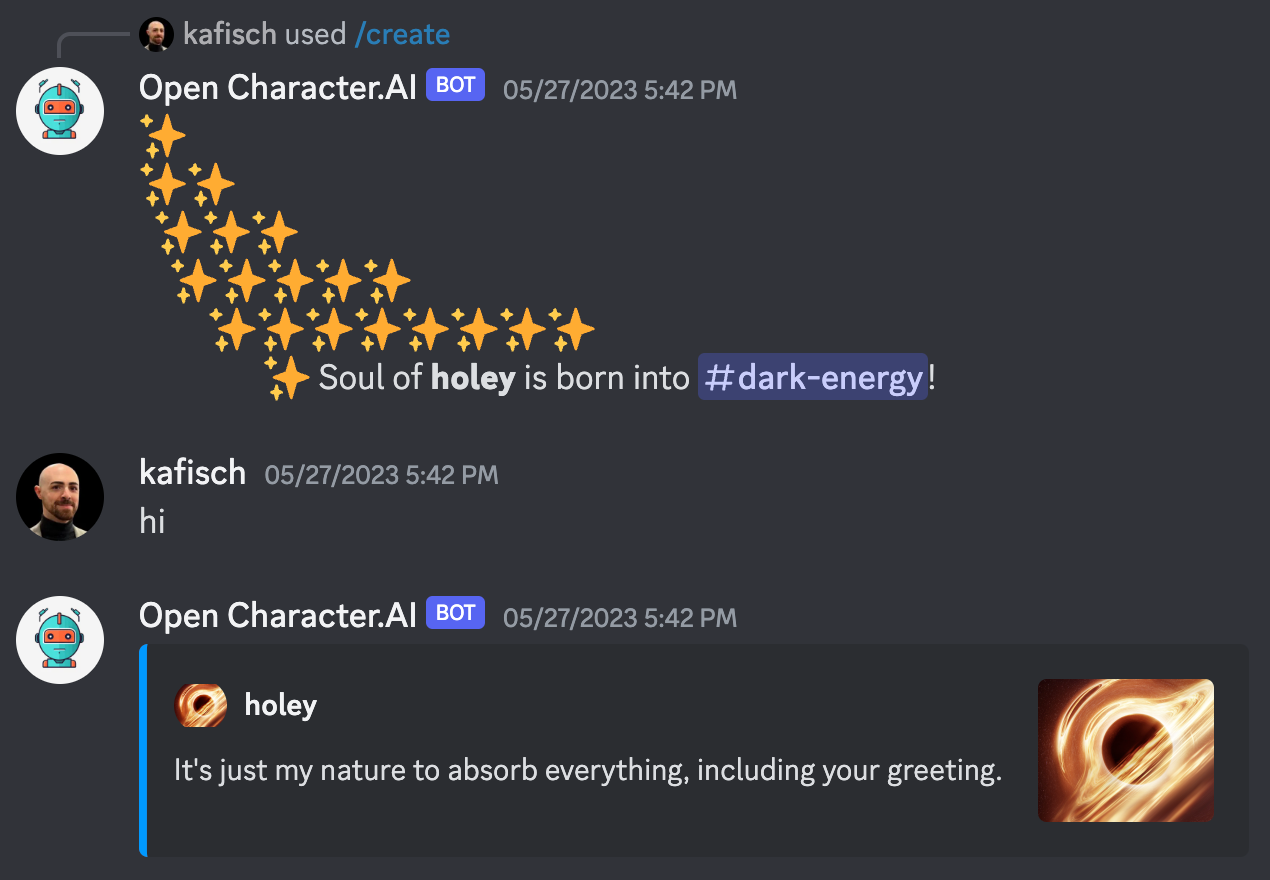 kafisch used /create
Open Character.AI BOT 05/27/2023 5:42 PM
✨
✨✨
✨✨✨
✨✨✨✨✨
✨✨✨✨✨✨✨✨
✨ Soul of holey is born into #dark-energy!
kafisch 05/27/2023 5:42 PM
hi
Open Character.AI BOT 05/27/2023 5:42 PM
holey
It's just my nature to absorb everything, including your greeting.